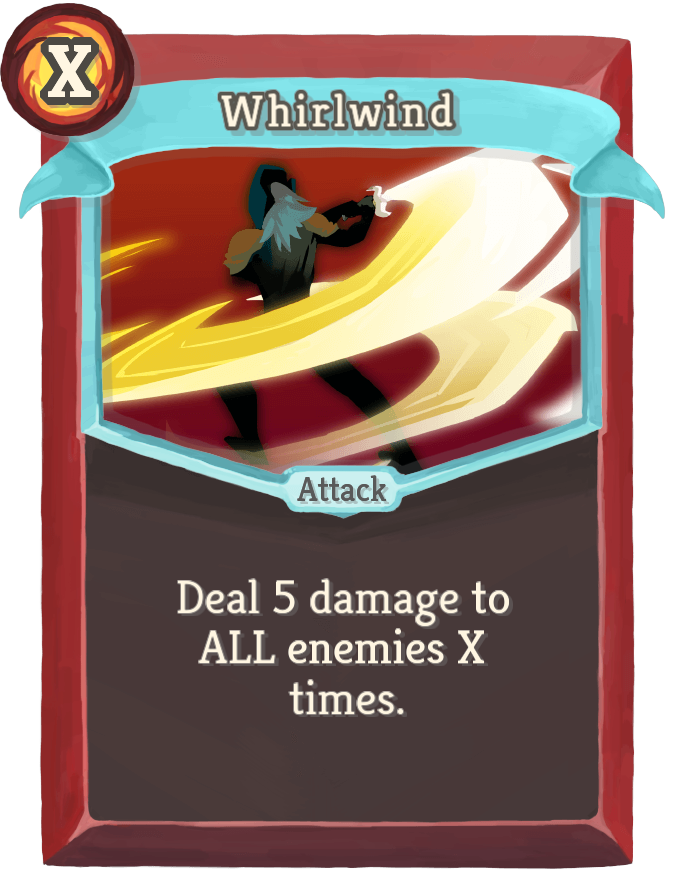 X
Whirlwind
Attack
Deal 5 damage to
ALL enemies X
times.